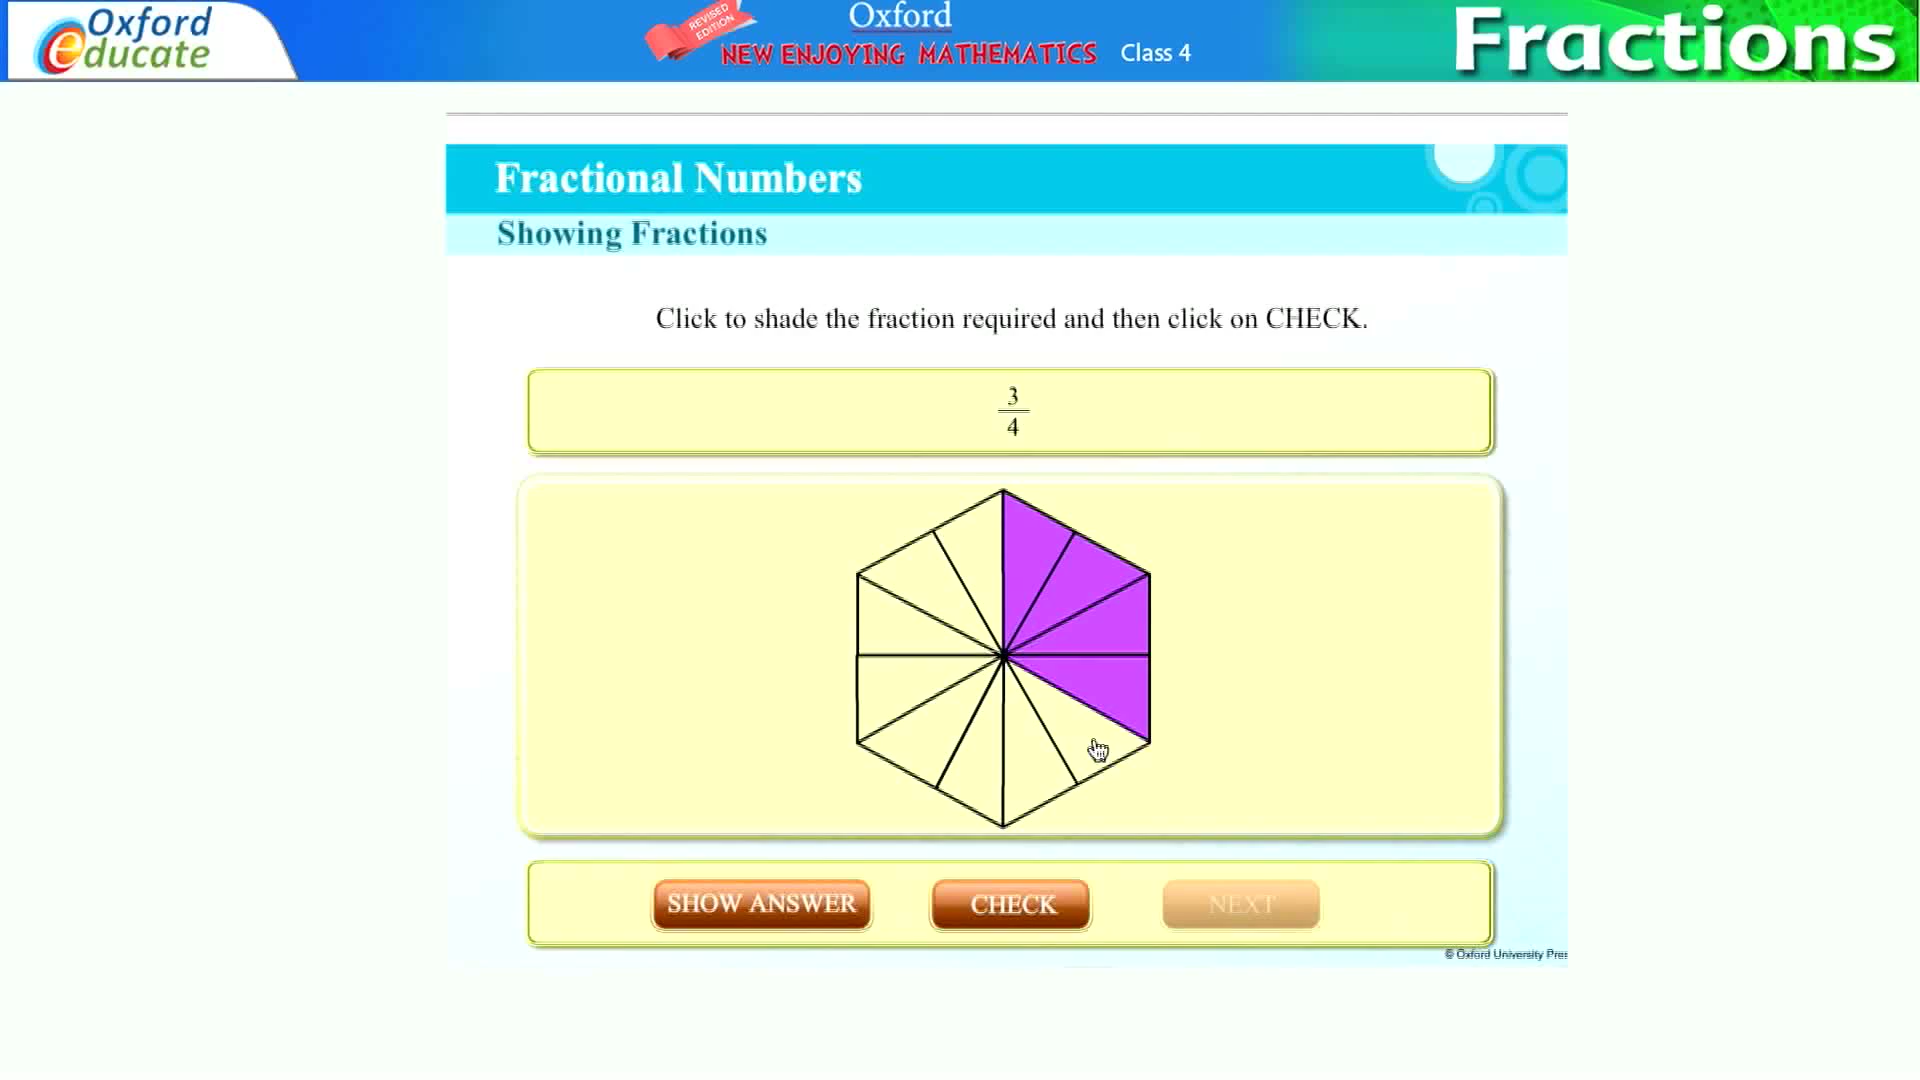 Oxford
educate
REVISED
EDITION
Oxford
NEW ENJOYING MATHEMATICS Class 4
Fractions
Fractional Numbers
Showing Fractions
Click to shade the fraction required and then click on CHECK.
3
4
SHOW ANSWER
CHECK
NEXT
© Oxford University Pres